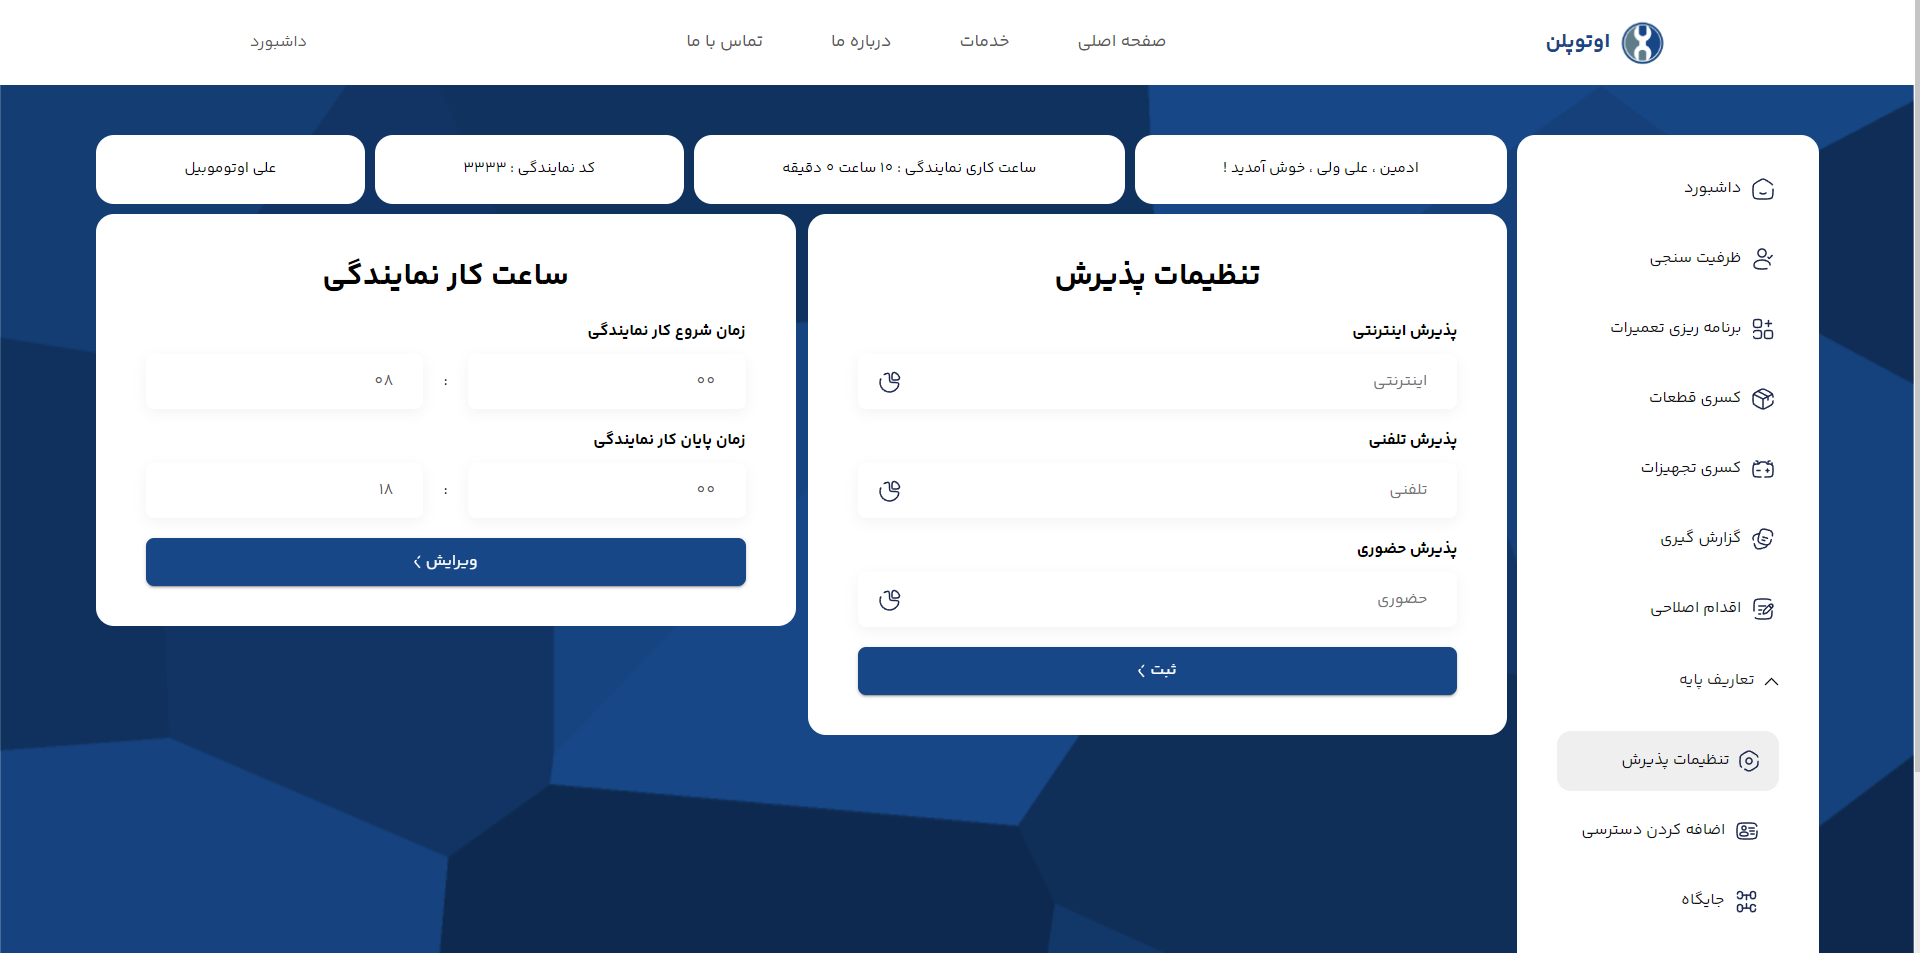 اوتوپلن
صفحه اصلی
خدمات
درباره ما
تماس با ما
داشبورد
داشبورد
ظرفیت سنجی
برنامه ریزی تعمیرات
کسری قطعات
کسری تجهیزات
گزارش گیری
اقدام اصلاحی
تعاریف پایه
تنظیمات پذیرش
اضافه کردن دسترسی
جایگاه
ادمین ، علی ولی ، خوش آمدید !
ساعت کاری نمایندگی : ۱۰ ساعت ۰ دقیقه
کد نمایندگی : ۳۳۳۳
علی اوتوموبیل
تنظیمات پذیرش
پذیرش اینترنتی
اینترنتی
پذیرش تلفنی
تلفنی
پذیرش حضوری
حضوری
ثبت
ساعت کار نمایندگی
زمان شروع کار نمایندگی
۰۰ : ۰۸
زمان پایان کار نمایندگی
۰۰ : ۱۸
ویرایش